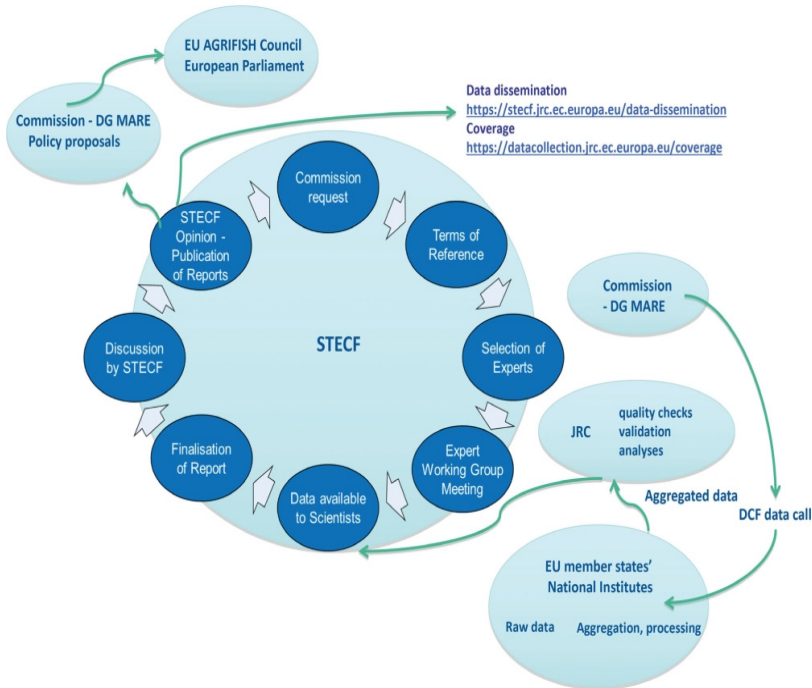 EU AGRIFISH Council
European Parliament
Commission - DG MARE
Policy proposals
Data dissemination
https://stecf.jrc.ec.europa.eu/data-dissemination
Coverage
https://datacollection.jrc.ec.europa.eu/coverage
Commission
request
STECF
Opinion -
Publication
of Reports
Terms of
Reference
Commission
- DG MARE
Discussion
by STECF
STECF
Selection of
Experts
JRC
quality checks
validation
analyses
Finalisation
of Report
Expert
Working Group
Meeting
Data available
to Scientists
Aggregated data
DCF data call
EU member states'
National Institutes
Raw data
Aggregation, processing